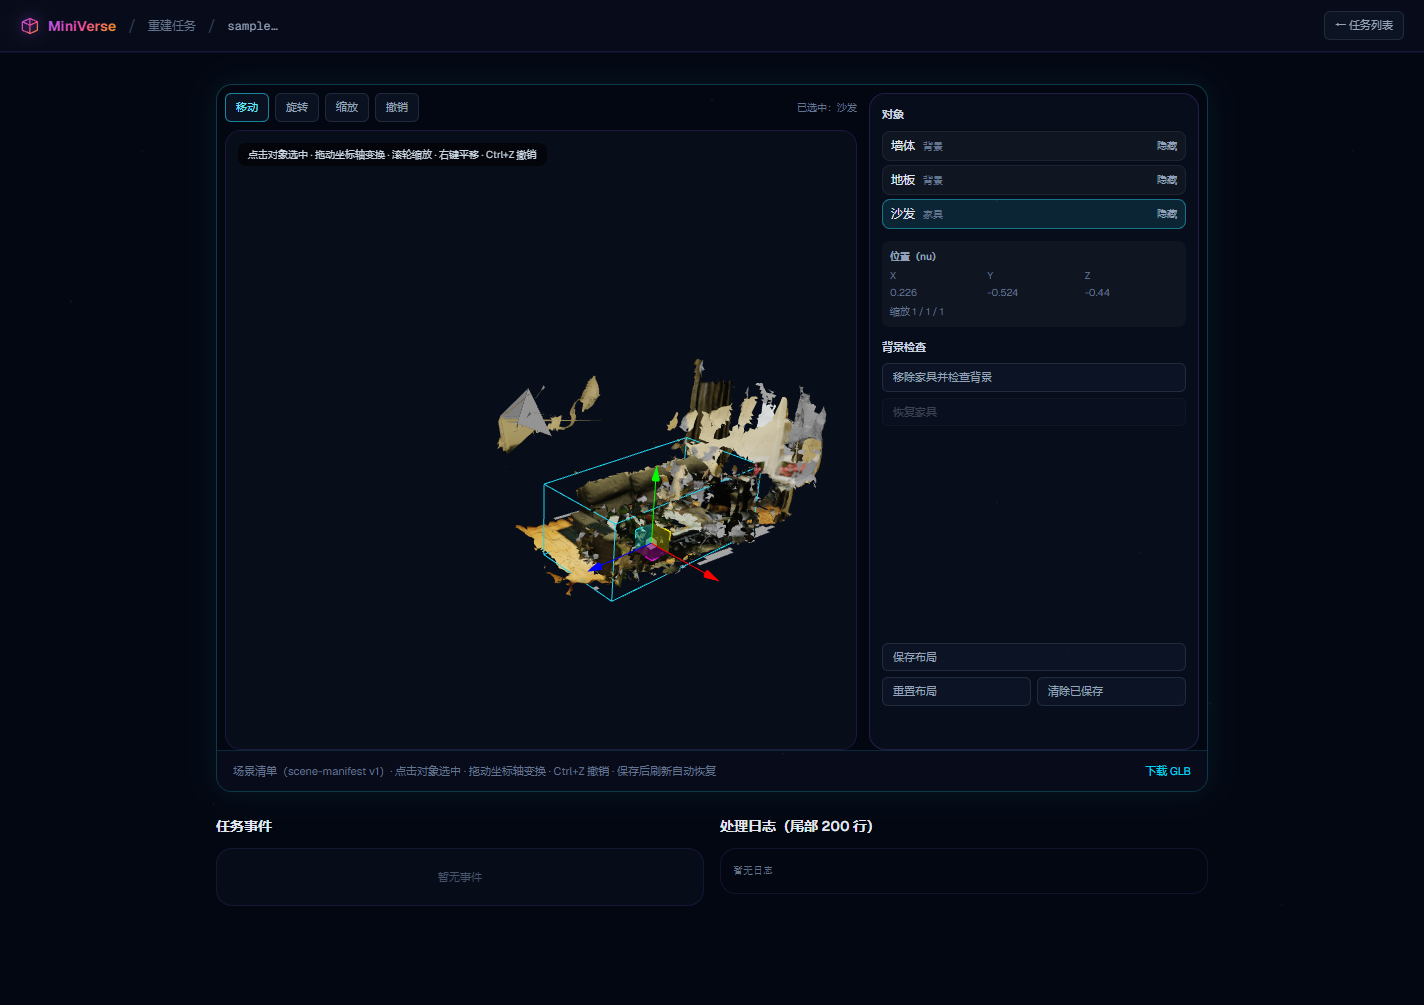 MiniVerse / 重建任务 / sample…
← 任务列表
移动 旋转 缩放 撤销
已选中：沙发
点击对象选中 · 拖动坐标轴变换 · 滚轮缩放 · 右键平移 · Ctrl+Z 撤销
对象
墙体 背景 隐藏
地板 背景 隐藏
沙发 家具 隐藏
位置（nu）
X Y Z
0.226 -0.524 -0.44
缩放 1 / 1 / 1
背景检查
移除家具并检查背景
恢复家具
保存布局
重置布局 清除已保存
场景清单（scene-manifest v1） · 点击对象选中 · 拖动坐标轴变换 · Ctrl+Z 撤销 · 保存后刷新自动恢复
下载 GLB
任务事件
暂无事件
处理日志（尾部 200 行）
暂无日志